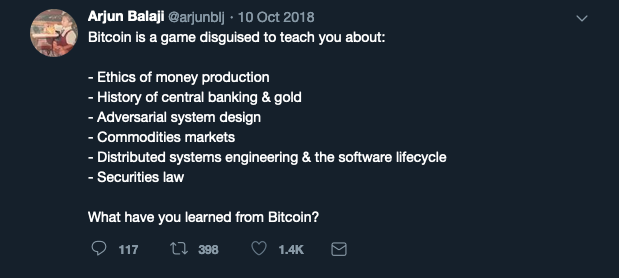 Arjun Balaji @arjunblj · 10 Oct 2018
Bitcoin is a game disguised to teach you about:
- Ethics of money production
- History of central banking & gold
- Adversarial system design
- Commodities markets
- Distributed systems engineering & the software lifecycle
- Securities law
What have you learned from Bitcoin?
117 398 1.4K